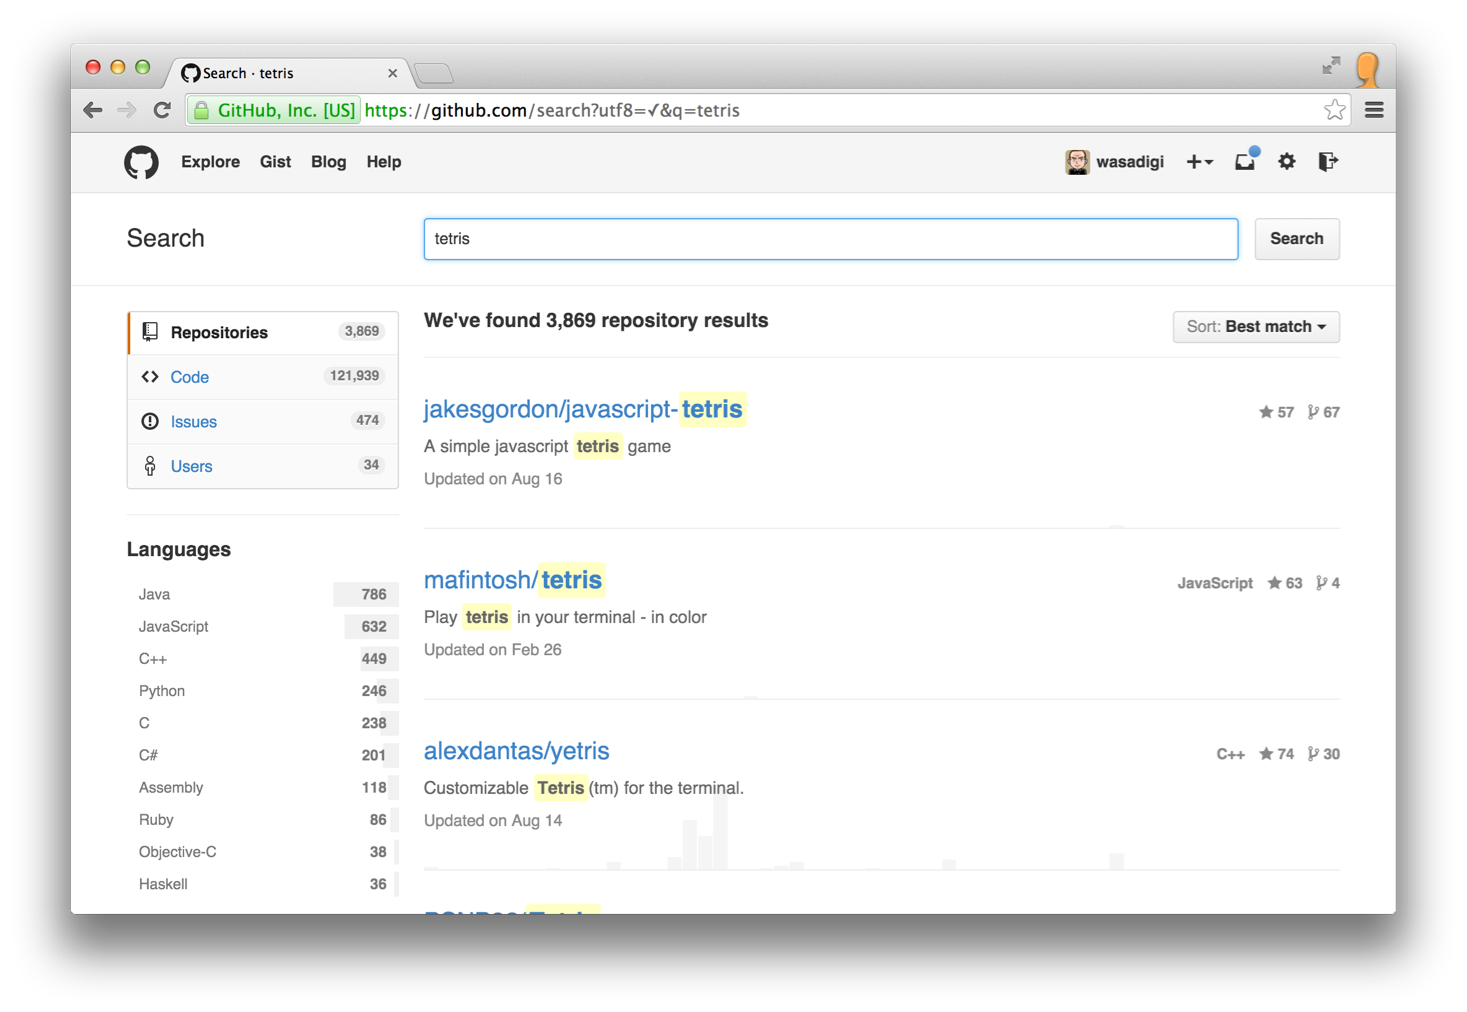 Search · tetris
GitHub, Inc. [US] https://github.com/search?utf8=✓&q=tetris
Explore Gist Blog Help wasadigi
Search tetris Search
Repositories 3,869
Code 121,939
Issues 474
Users 34
Languages
Java 786
JavaScript 632
C++ 449
Python 246
C 238
C# 201
Assembly 118
Ruby 86
Objective-C 38
Haskell 36
We've found 3,869 repository results
Sort: Best match
jakesgordon/javascript-tetris
57 67
A simple javascript tetris game
Updated on Aug 16
mafintosh/tetris
JavaScript 63 4
Play tetris in your terminal - in color
Updated on Feb 26
alexdantas/yetris
C++ 74 30
Customizable Tetris(tm) for the terminal.
Updated on Aug 14